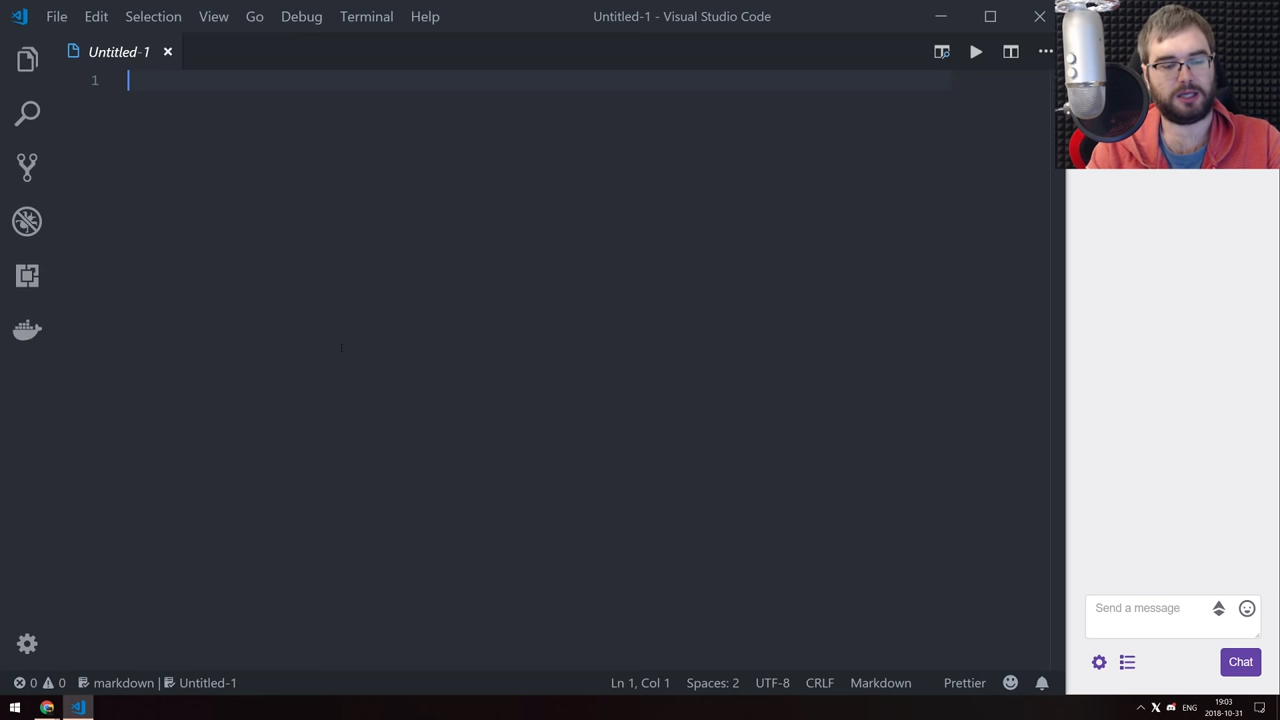 File Edit Selection View Go Debug Terminal Help
Untitled-1 - Visual Studio Code
Untitled-1
1
Send a message
Chat
0 0 markdown | Untitled-1
Ln 1, Col 1 Spaces: 2 UTF-8 CRLF Markdown Prettier
ENG
19:03
2018-10-31